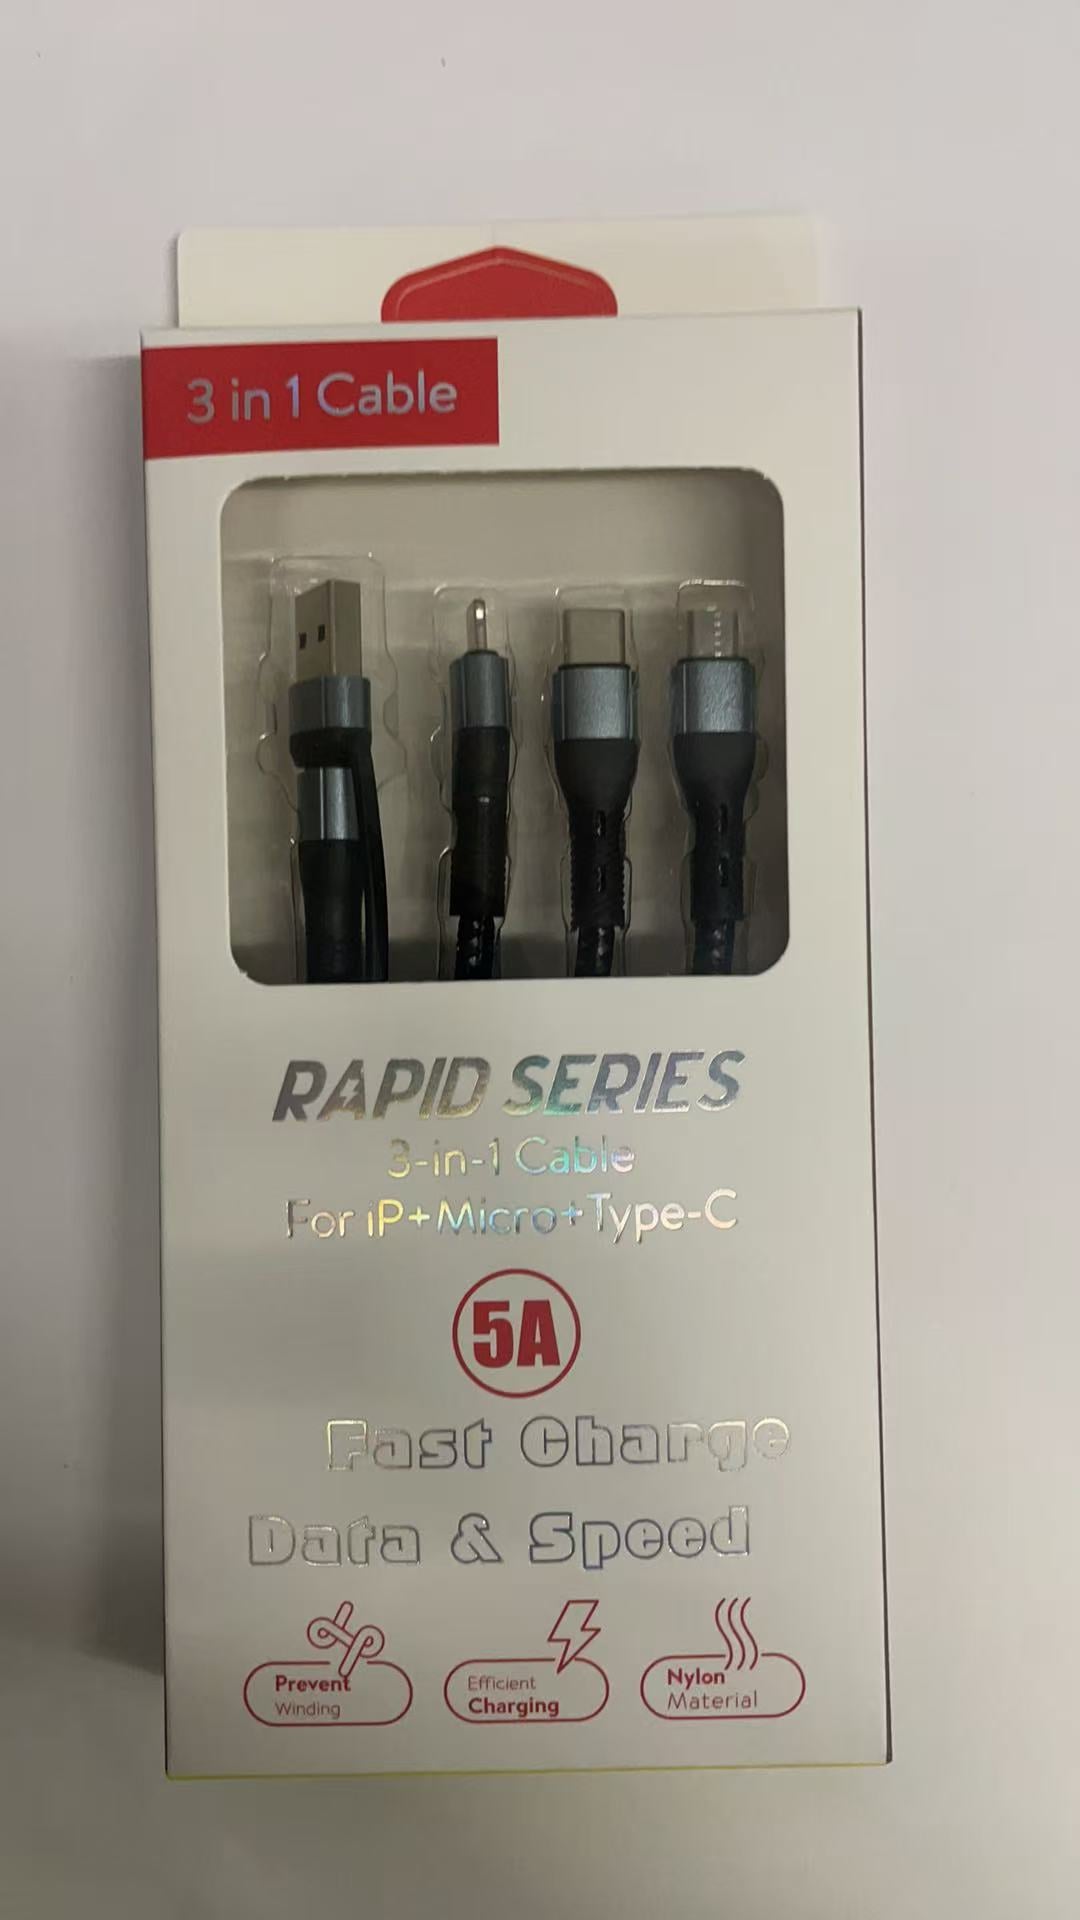 3 in 1 Cable
RAPID SERIES
3-in-1 Cable
For iP+Micro+Type-C
5A
Fast Charge
Data & Speed
Prevent
Winding
Efficient
Charging
Nylon
Material